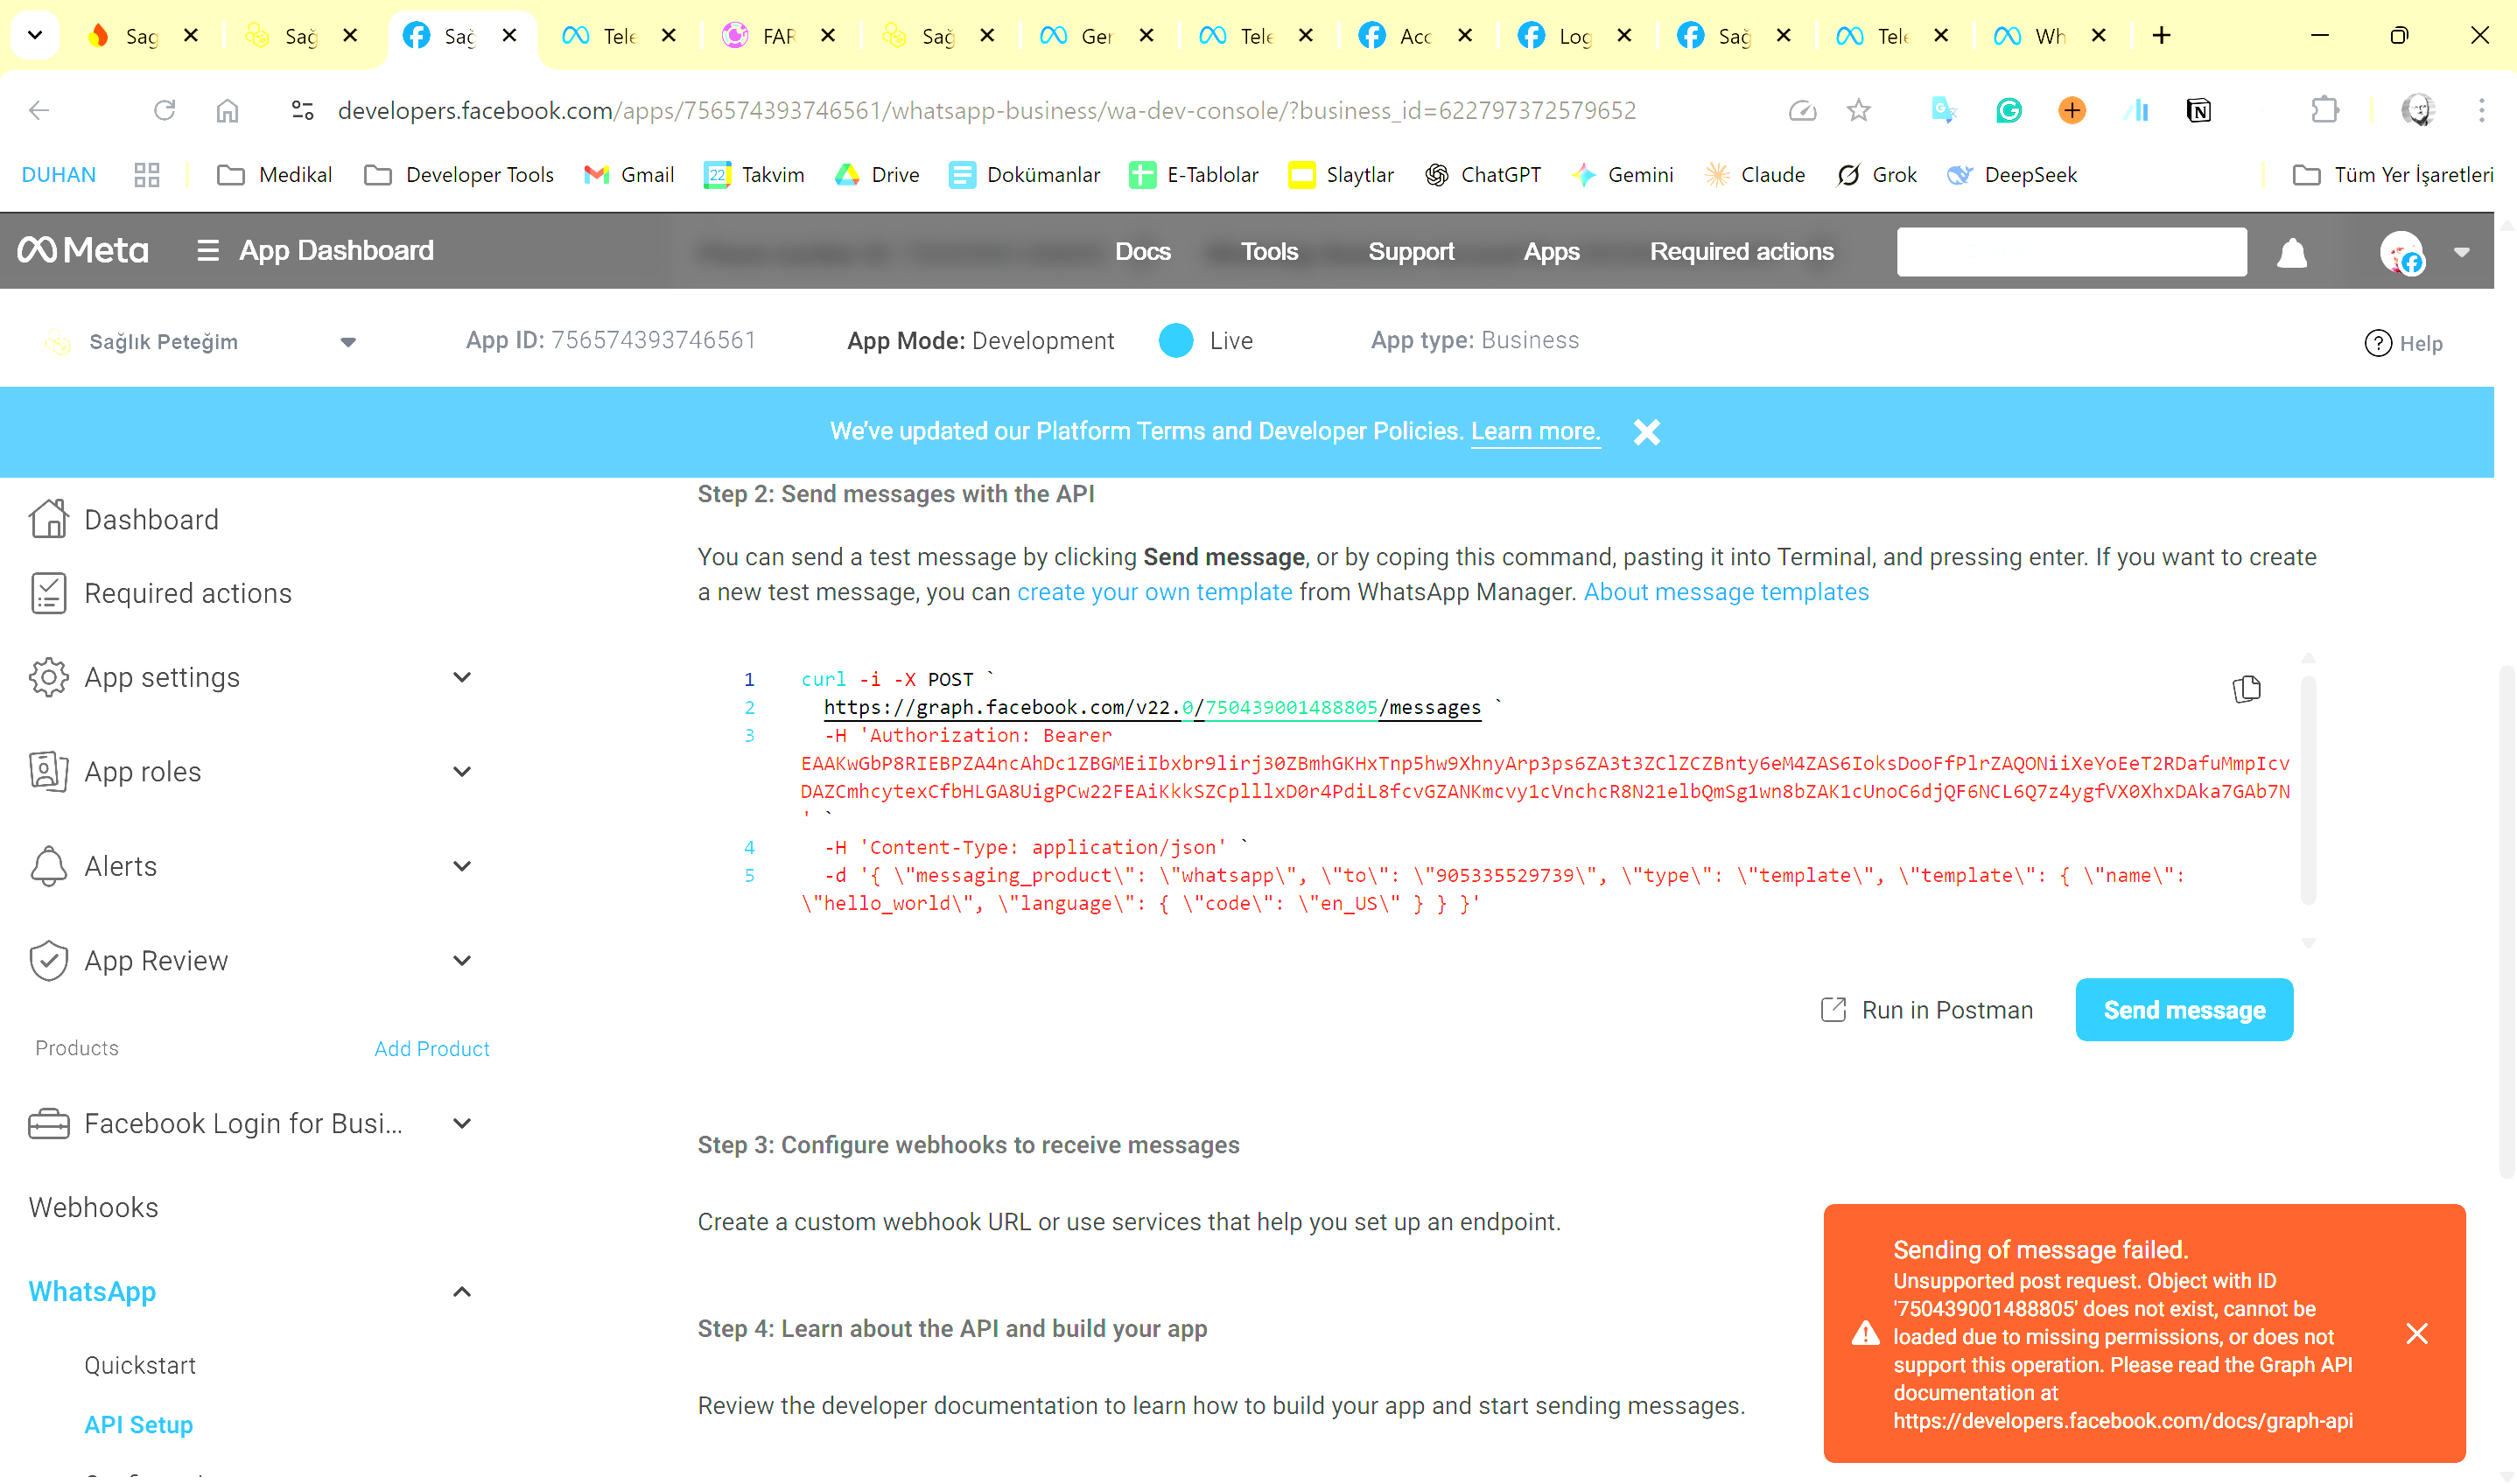 Sag
Sağ
Sağ
Tele
FAR
Sağ
Ger
Tele
Acc
Log
Sağ
Tele
Wh
developers.facebook.com/apps/756574393746561/whatsapp-business/wa-dev-console/?business_id=622797372579652
DUHAN
Medikal
Developer Tools
Gmail
22 Takvim
Drive
Dokümanlar
E-Tablolar
Slaytlar
ChatGPT
Gemini
Claude
Grok
DeepSeek
Tüm Yer İşaretleri
Meta
App Dashboard
Docs
Tools
Support
Apps
Required actions
Sağlık Peteğim
App ID: 756574393746561
App Mode: Development
Live
App type: Business
? Help
We've updated our Platform Terms and Developer Policies. Learn more.
Dashboard
Required actions
App settings
App roles
Alerts
App Review
Products
Add Product
Facebook Login for Busi...
Webhooks
WhatsApp
Quickstart
API Setup
Step 2: Send messages with the API
You can send a test message by clicking Send message, or by coping this command, pasting it into Terminal, and pressing enter. If you want to create
a new test message, you can create your own template from WhatsApp Manager. About message templates
1 curl -i -X POST `
2 https://graph.facebook.com/v22.0/750439001488805/messages `
3 -H 'Authorization: Bearer
EAAKwGbP8RIEBPZA4ncAhDc1ZBGMEiIbxbr9lirj30ZBmhGKHxTnp5hw9XhnyArp3ps6ZA3t3ZClZCZBnty6eM4ZAS6IoksDooFfPlrZAQONiiXeYoEeT2RDafuMmpIcv
DAZCmhcytexCfbHLGA8UigPCw22FEAiKkkSZCplllxD0r4PdiL8fcvGZANKmcvy1cVnchcR8N21elbQmSg1wn8bZAK1cUnoC6djQF6NCL6Q7z4ygfVX0XhxDAka7GAb7N
' `
4 -H 'Content-Type: application/json' `
5 -d '{ \"messaging_product\": \"whatsapp\", \"to\": \"905335529739\", \"type\": \"template\", \"template\": { \"name\":
\"hello_world\", \"language\": { \"code\": \"en_US\" } } }'
Run in Postman
Send message
Step 3: Configure webhooks to receive messages
Create a custom webhook URL or use services that help you set up an endpoint.
Step 4: Learn about the API and build your app
Review the developer documentation to learn how to build your app and start sending messages.
Sending of message failed.
Unsupported post request. Object with ID
'750439001488805' does not exist, cannot be
loaded due to missing permissions, or does not
support this operation. Please read the Graph API
documentation at
https://developers.facebook.com/docs/graph-api